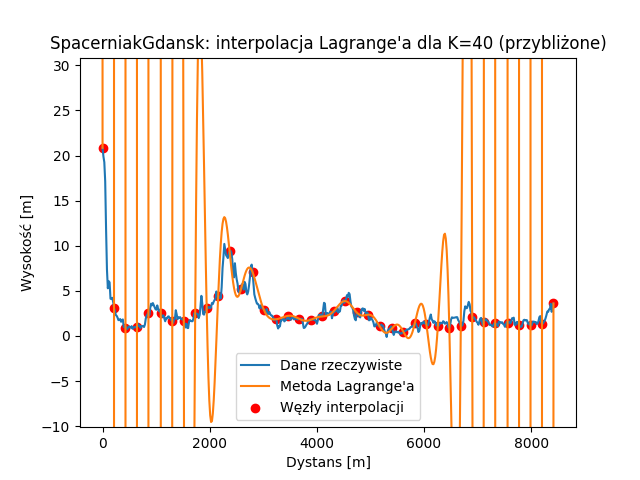 SpacerniakGdansk: interpolacja Lagrange'a dla K=40 (przybliżone)
30
25
20
15
10
5
0
−5
−10
Wysokość [m]
Dane rzeczywiste
Metoda Lagrange'a
Węzły interpolacji
0 2000 4000 6000 8000
Dystans [m]